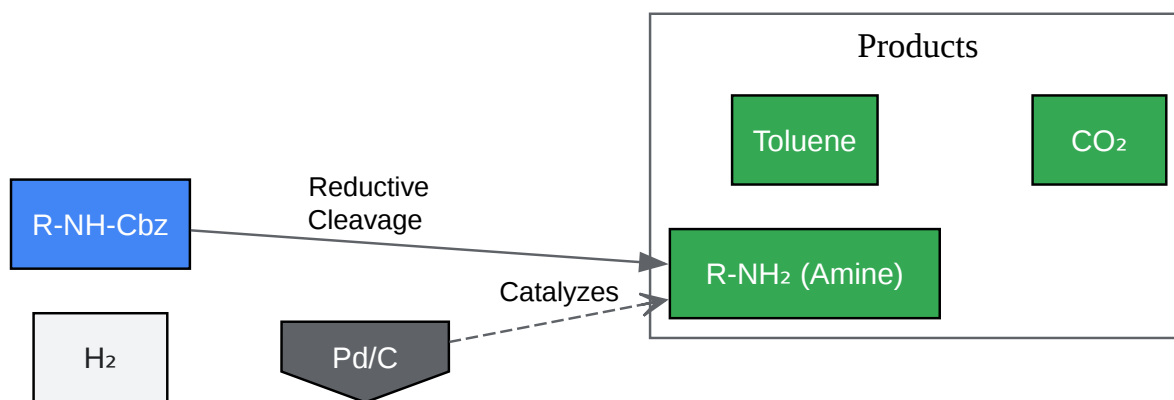 Products
Toluene
CO₂
R-NH-Cbz
Reductive
Cleavage
R-NH₂ (Amine)
Catalyzes
H₂
Pd/C